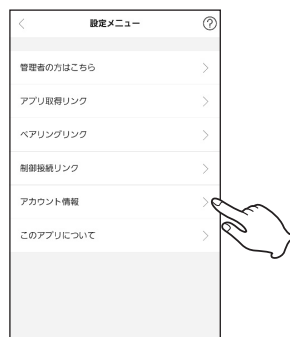 設定メニュー
管理者の方はこちら
アプリ取得リンク
ペアリングリンク
制御接続リンク
アカウント情報
このアプリについて